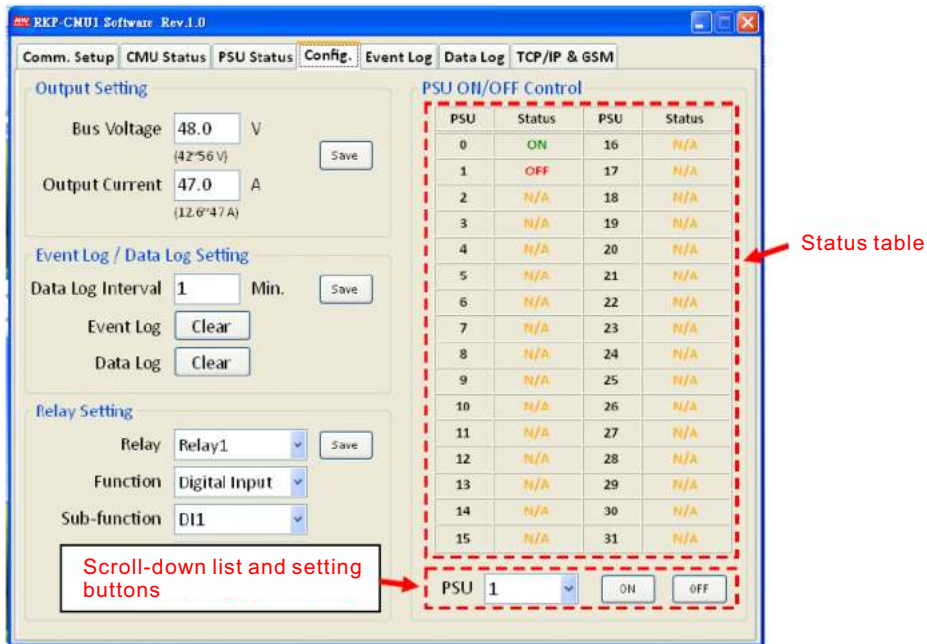 RKP-CMU1 Software Rev.1.0
Comm. Setup CMU Status PSU Status Config. Event Log Data Log TCP/IP & GSM
Output Setting
Bus Voltage 48.0 V
(42~56 V)
Save
Output Current 47.0 A
(12.6~47 A)
Event Log / Data Log Setting
Data Log Interval 1 Min. Save
Event Log Clear
Data Log Clear
Relay Setting
Relay Relay1 Save
Function Digital Input
Sub-function DI1
Scroll-down list and setting
buttons
PSU ON/OFF Control
PSU Status PSU Status
0 ON 16 N/A
1 OFF 17 N/A
2 N/A 18 N/A
3 N/A 19 N/A
4 N/A 20 N/A
5 N/A 21 N/A
6 N/A 22 N/A
7 N/A 23 N/A
8 N/A 24 N/A
9 N/A 25 N/A
10 N/A 26 N/A
11 N/A 27 N/A
12 N/A 28 N/A
13 N/A 29 N/A
14 N/A 30 N/A
15 N/A 31 N/A
PSU 1 ON OFF
Status table